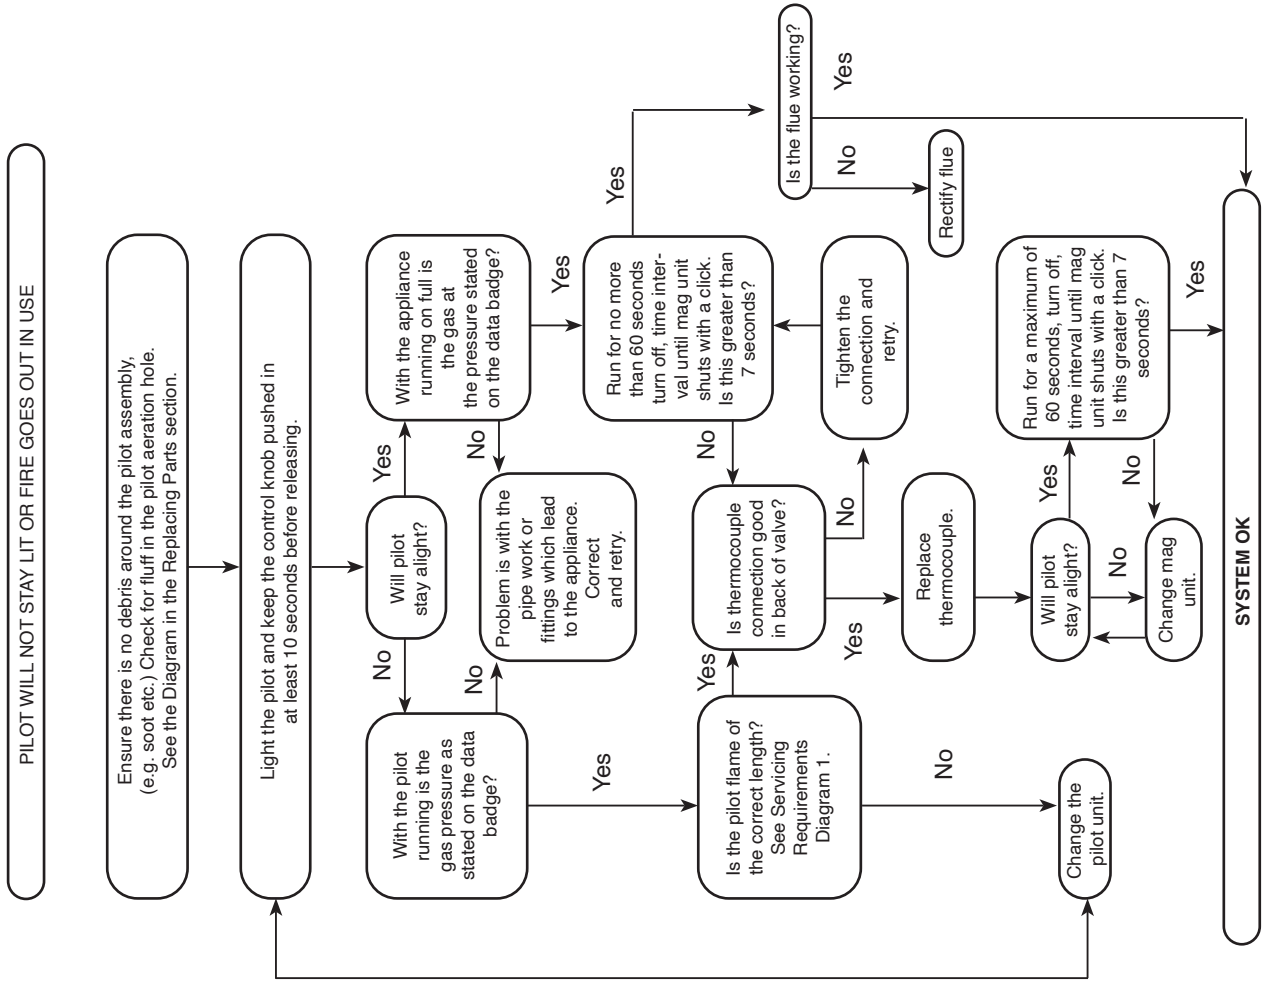 PILOT WILL NOT STAY LIT OR FIRE GOES OUT IN USE
Ensure there is no debris around the pilot assembly,
(e.g. soot etc.) Check for fluff in the pilot aeration hole.
See the Diagram in the Replacing Parts section.
Light the pilot and keep the control knob pushed in
at least 10 seconds before releasing.
Will pilot
stay alight?
No
Yes
With the pilot
running is the
gas pressure as
stated on the data
badge?
No
Yes
With the appliance
running on full is
the gas at
the pressure stated
on the data badge?
No
Yes
Problem is with the
pipe work or
fittings which lead
to the appliance.
Correct
and retry.
Is the pilot flame of
the correct length?
See Servicing
Requirements
Diagram 1.
Yes
No
Is thermocouple
connection good
in back of valve?
Yes
No
Run for no more
than 60 seconds
turn off, time inter-
val until mag unit
shuts with a click.
Is this greater than
7 seconds?
No
Yes
Is the flue working?
No
Yes
Rectify flue
Tighten the
connection and
retry.
Replace
thermocouple.
Will pilot
stay alight?
Yes
No
Change mag
unit.
Run for a maximum of
60 seconds, turn off,
time interval until mag
unit shuts with a click.
Is this greater than 7
seconds?
No
Yes
Change the
pilot unit.
SYSTEM OK